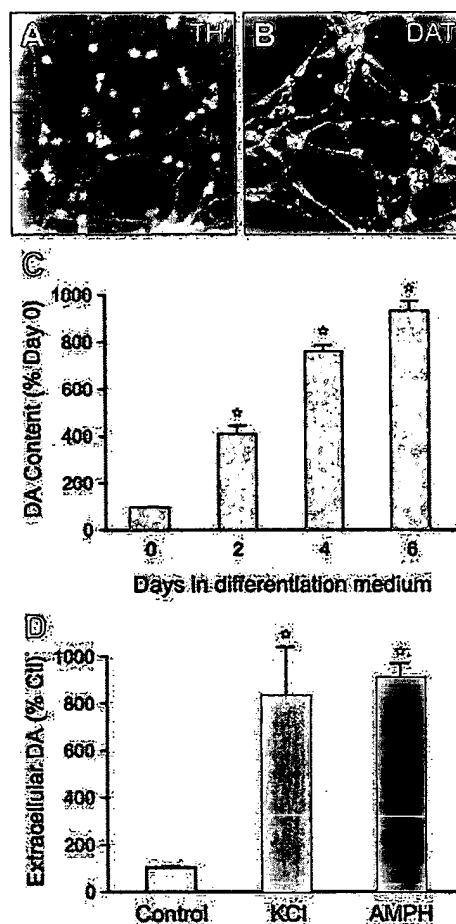 A TH
B DAT
C
DA Content (% Day 0)
1000
800
600
400
200
0
0 2 4 6
Days in differentiation medium
D
Extracellular DA (% Ctl)
1000
800
600
400
200
0
Control KCl AMPH